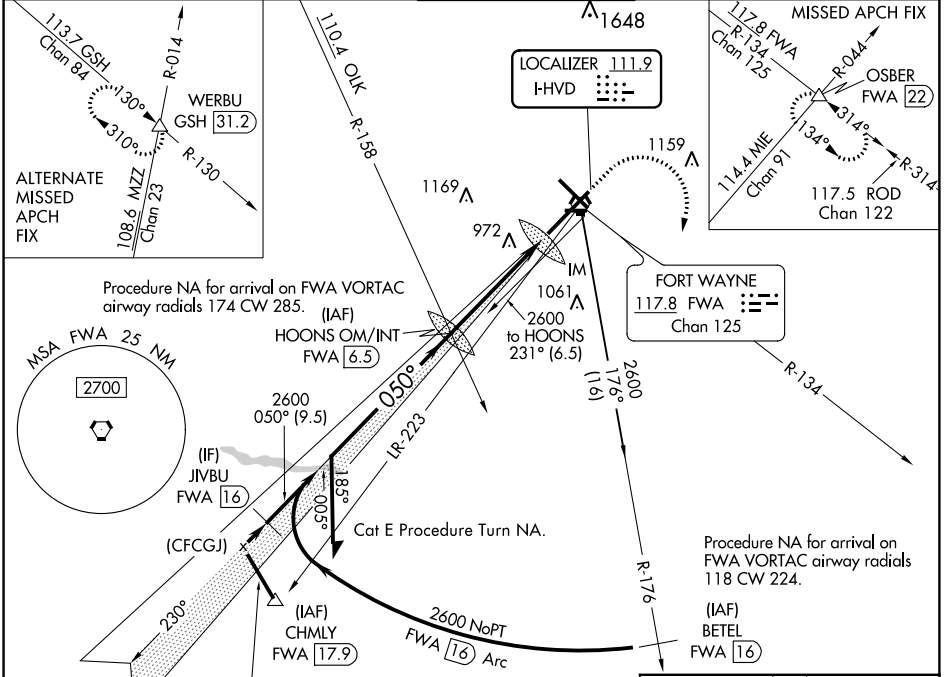 113.7 GSH
Chan 84
R-014
130°
310°
WERBU
GSH 31.2
R-130
108.6 MZZ
Chan 23
ALTERNATE
MISSED
APCH
FIX
110.4 OLK
R-158
1648
LOCALIZER 111.9
I-HVD
1159
1169
972
IM
1061
117.8 FWA
R-134
Chan 125
MISSED APCH FIX
R-044
OSBER
FWA 22
314°
134°
R-314
114.4 MIE
Chan 91
117.5 ROD
Chan 122
Procedure NA for arrival on FWA VORTAC
airway radials 174 CW 285.
(IAF)
HOONS OM/INT
FWA 6.5
2600
to HOONS
231° (6.5)
FORT WAYNE
117.8 FWA
Chan 125
R-134
MSA FWA 25 NM
2700
2600
050° (9.5)
050°
LR-223
2600
176°
(16)
(IF)
JIVBU
FWA 16
185°
005°
Cat E Procedure Turn NA.
(CFCGJ)
230°
(IAF)
CHMLY
FWA 17.9
2600 NoPT
FWA 16 Arc
R-176
Procedure NA for arrival on
FWA VORTAC airway radials
118 CW 224.
(IAF)
BETEL
FWA 16